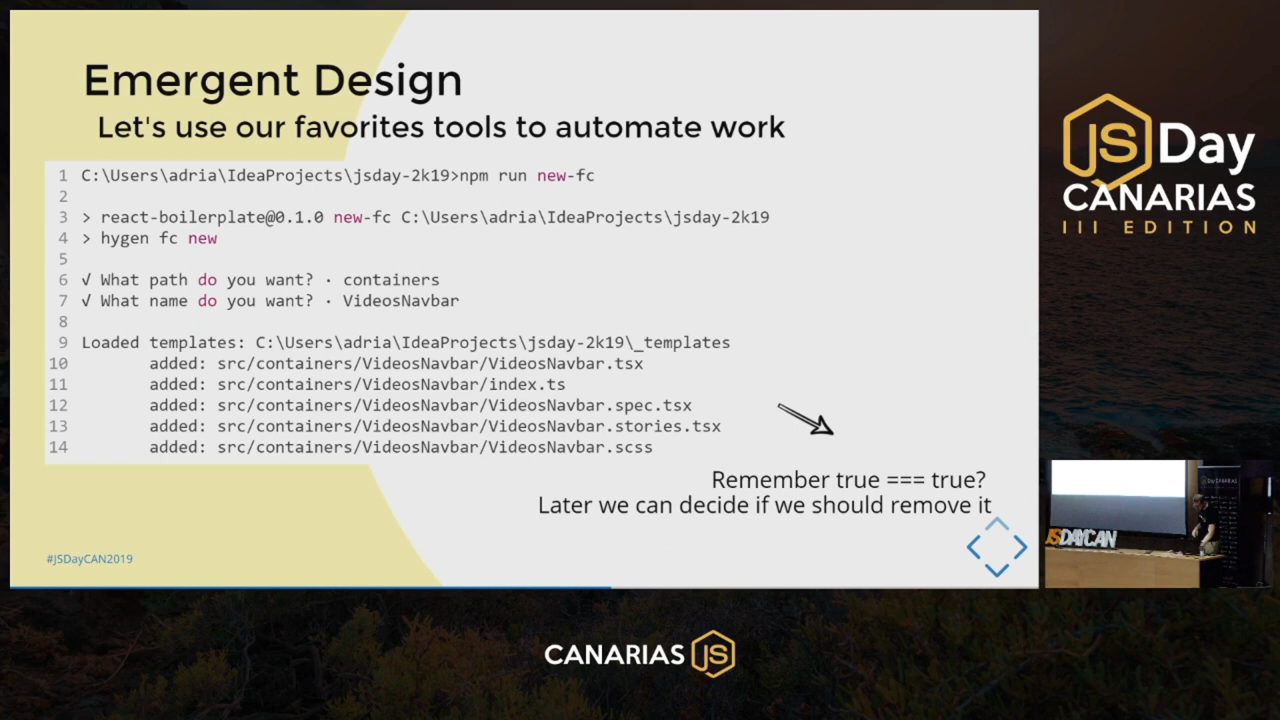 Emergent Design
Let's use our favorites tools to automate work
1 C:\Users\adria\IdeaProjects\jsday-2k19>npm run new-fc
2
3 > react-boilerplate@0.1.0 new-fc C:\Users\adria\IdeaProjects\jsday-2k19
4 > hygen fc new
5
6 √ What path do you want? · containers
7 √ What name do you want? · VideosNavbar
8
9 Loaded templates: C:\Users\adria\IdeaProjects\jsday-2k19\_templates
10 added: src/containers/VideosNavbar/VideosNavbar.tsx
11 added: src/containers/VideosNavbar/index.ts
12 added: src/containers/VideosNavbar/VideosNavbar.spec.tsx
13 added: src/containers/VideosNavbar/VideosNavbar.stories.tsx
14 added: src/containers/VideosNavbar/VideosNavbar.scss
Remember true === true?
Later we can decide if we should remove it
#JSDayCAN2019
JS Day
CANARIAS
III EDITION
JSDAYCAN
CANARIAS JS